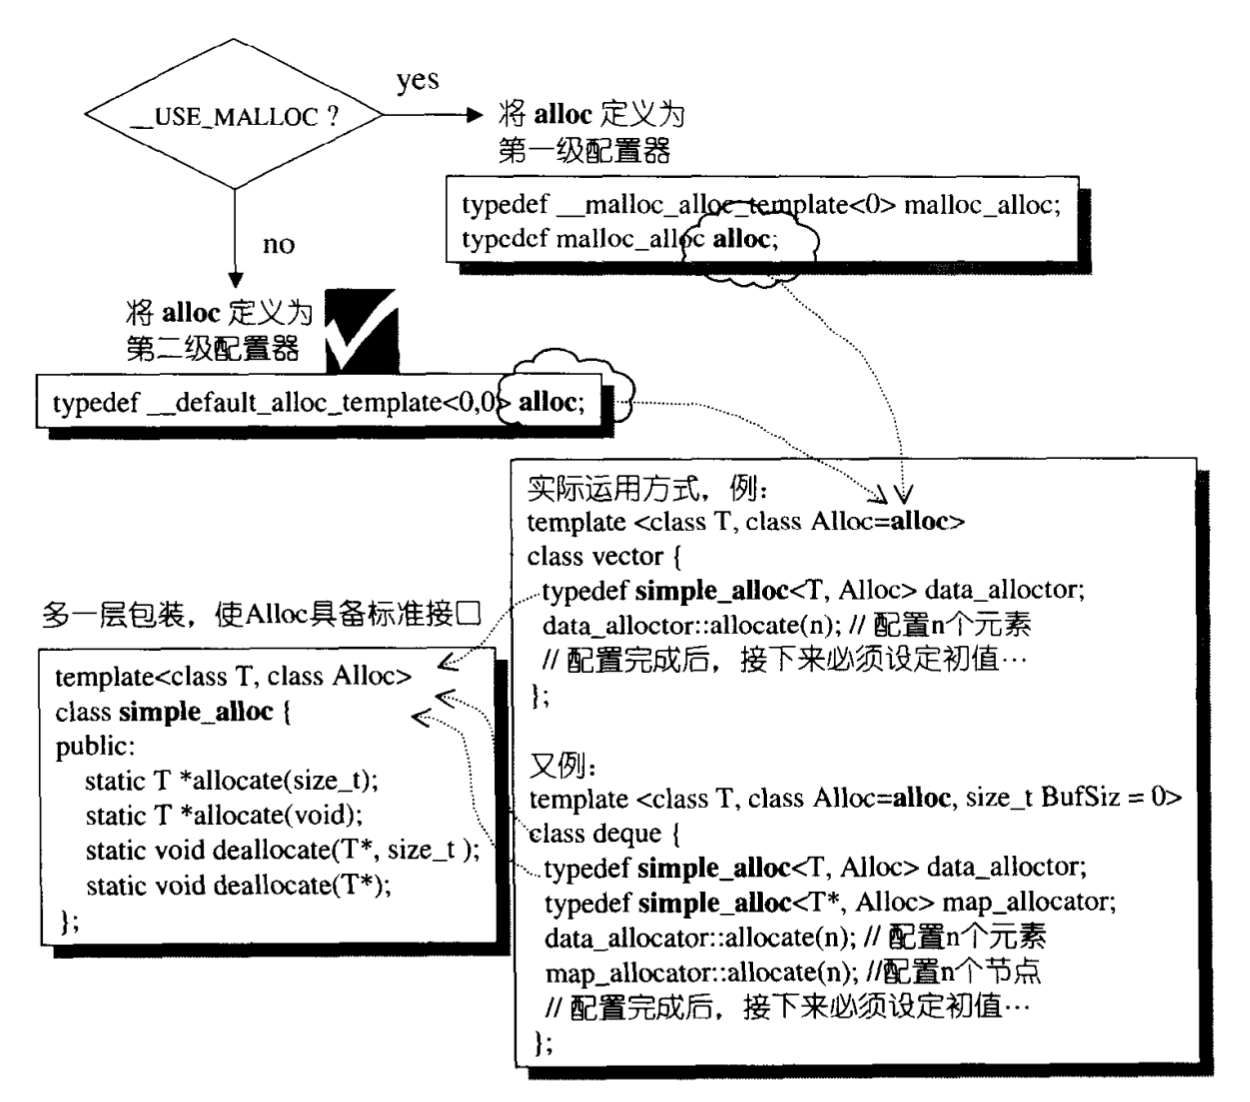 __USE_MALLOC ?
yes
将 alloc 定义为
第一级配置器
typedef __malloc_alloc_template<0> malloc_alloc;
typedef malloc_alloc alloc;
no
将 alloc 定义为
第二级配置器
typedef __default_alloc_template<0,0> alloc;
实际运用方式，例：
template <class T, class Alloc=alloc>
class vector {
typedef simple_alloc<T, Alloc> data_alloctor;
data_alloctor::allocate(n); // 配置n个元素
// 配置完成后，接下来必须设定初值…
};
又例：
template <class T, class Alloc=alloc, size_t BufSiz = 0>
class deque {
typedef simple_alloc<T, Alloc> data_alloctor;
typedef simple_alloc<T*, Alloc> map_allocator;
data_allocator::allocate(n); // 配置n个元素
map_allocator::allocate(n); //配置n个节点
// 配置完成后，接下来必须设定初值…
};
多一层包装，使Alloc具备标准接口
template<class T, class Alloc>
class simple_alloc {
public:
static T *allocate(size_t);
static T *allocate(void);
static void deallocate(T*, size_t );
static void deallocate(T*);
};